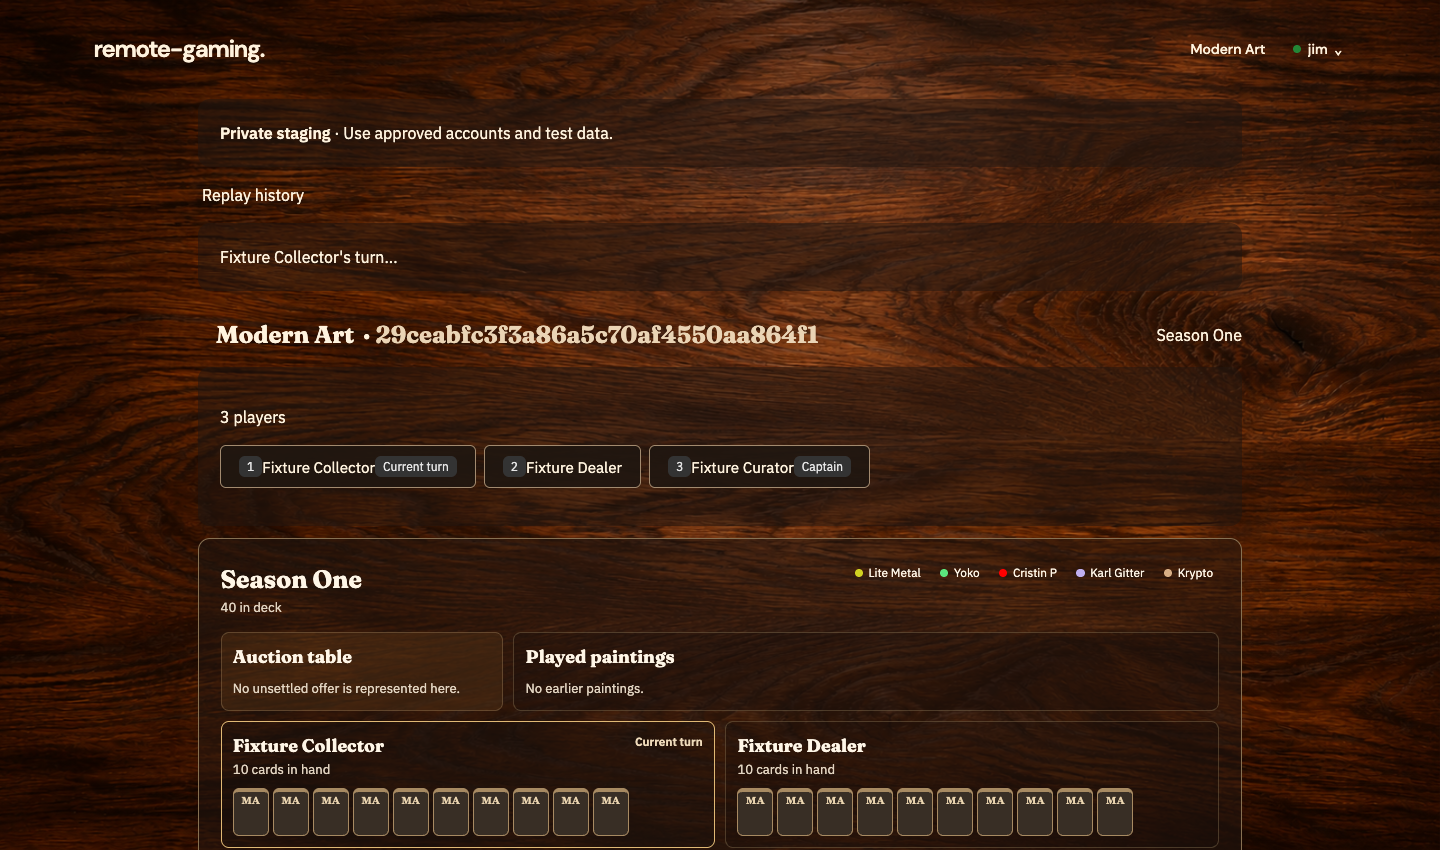 remote-gaming.
Modern Art
jim
Private staging · Use approved accounts and test data.
Replay history
Fixture Collector's turn...
Modern Art • 29ceabfc3f3a86a5c70af4550aa864f1
Season One
3 players
1 Fixture Collector Current turn
2 Fixture Dealer
3 Fixture Curator Captain
Season One
Lite Metal
Yoko
Cristin P
Karl Gitter
Krypto
40 in deck
Auction table
No unsettled offer is represented here.
Played paintings
No earlier paintings.
Fixture Collector
Current turn
10 cards in hand
MA MA MA MA MA MA MA MA MA MA
Fixture Dealer
10 cards in hand
MA MA MA MA MA MA MA MA MA MA